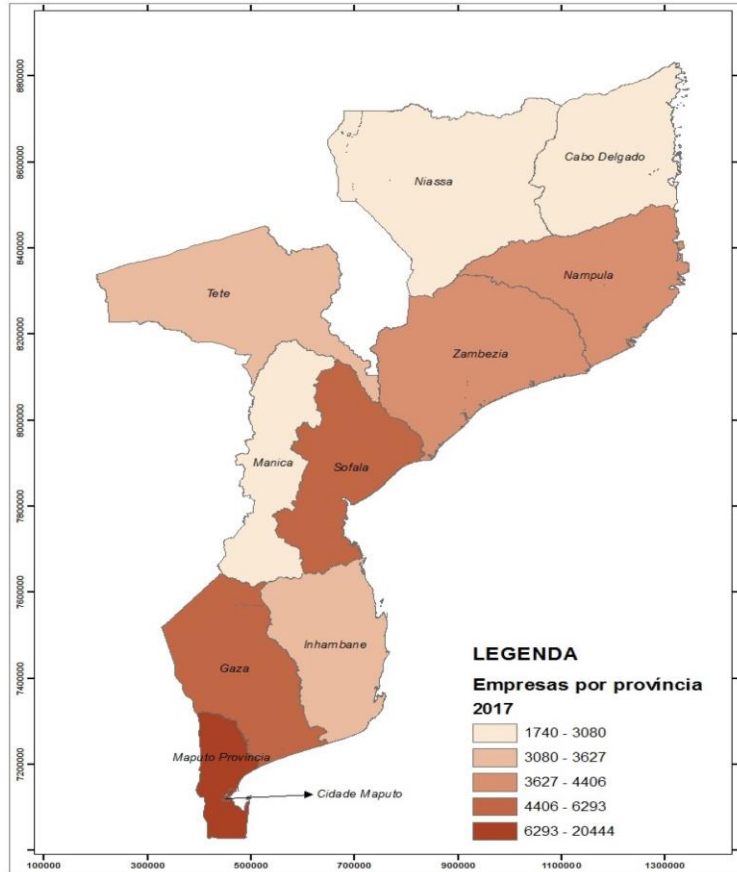 8800000
8600000
8400000
8200000
8000000
7800000
7600000
7400000
7200000
Cabo Delgado
Niassa
Nampula
Tete
Zambezia
Manica
Sofala
Inhambane
Gaza
Maputo Província
Cidade Maputo
LEGENDA
Empresas por província
2017
1740 - 3080
3080 - 3627
3627 - 4406
4406 - 6293
6293 - 20444
100000 300000 500000 700000 900000 1100000 1300000